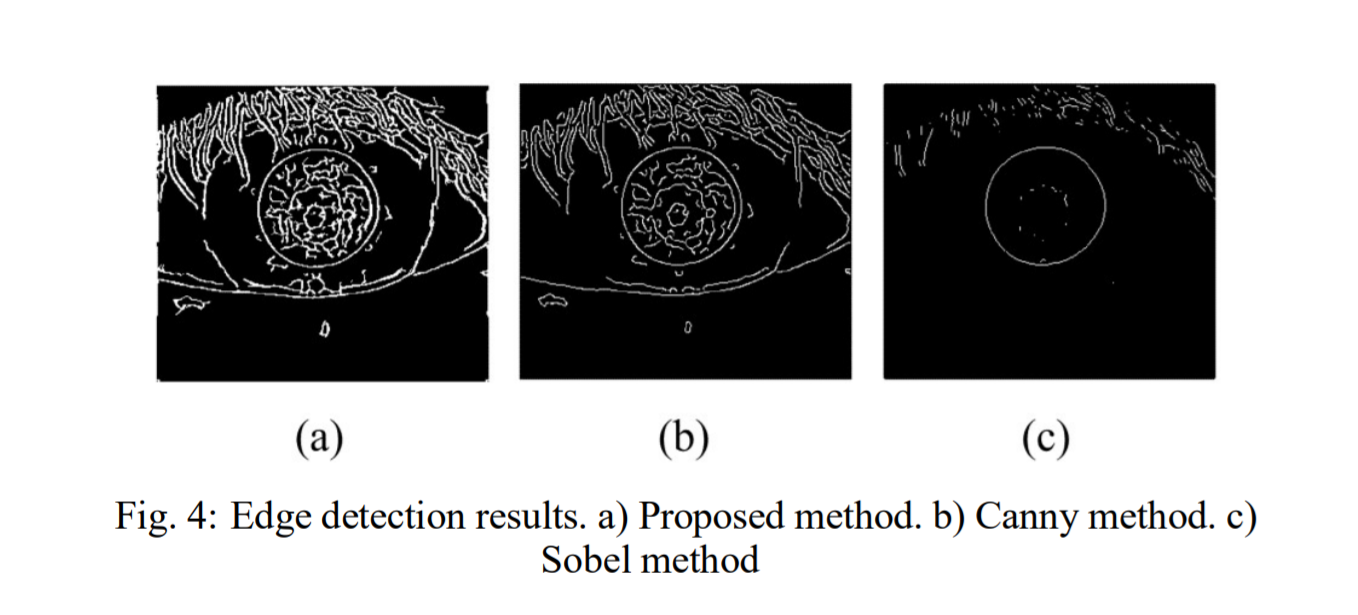 (a) (b) (c)
Fig. 4: Edge detection results. a) Proposed method. b) Canny method. c)
Sobel method